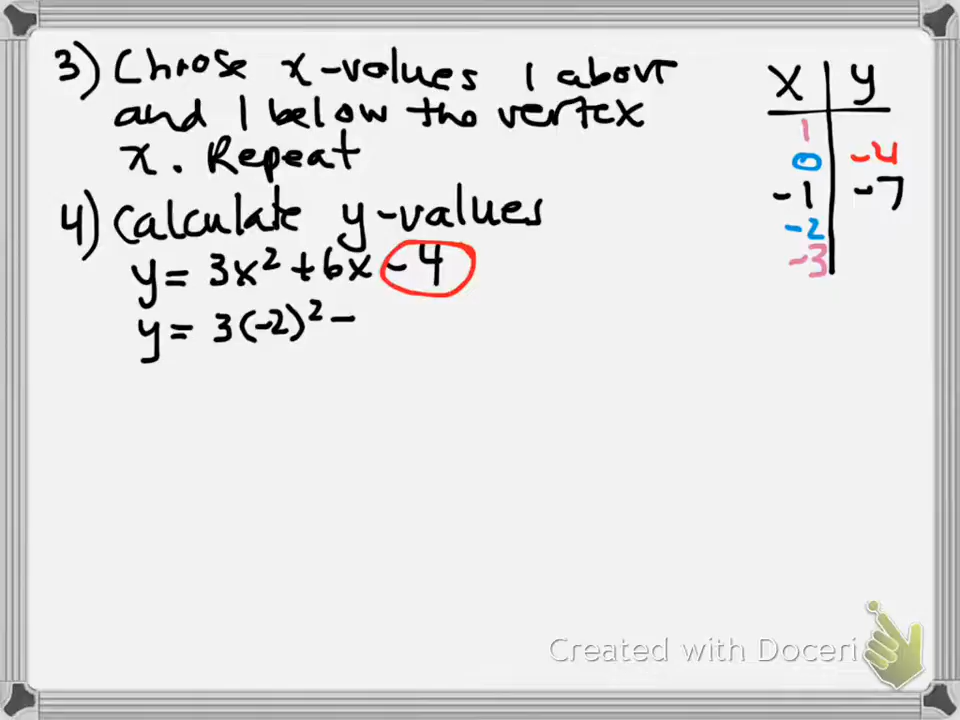 3) Choose x-values 1 above
and 1 below the vertex
x. Repeat
4) Calculate y-values
y = 3x² + 6x - 4
y = 3(-2)² -
x y
1
0 -4
-1 -7
-2
-3
Created with Doceri